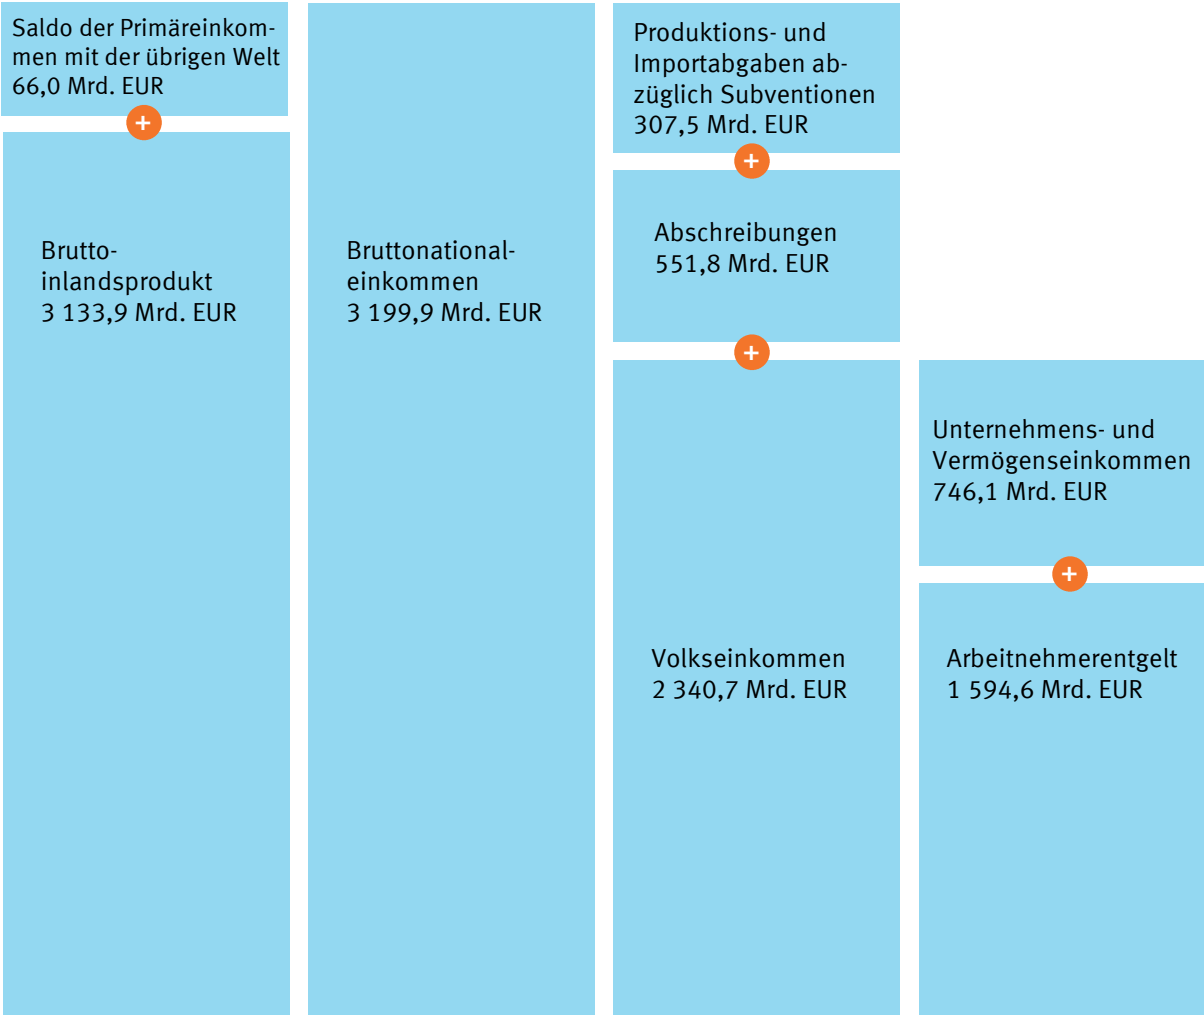 Saldo der Primäreinkom-
men mit der übrigen Welt
66,0 Mrd. EUR
+
Brutto-
inlandsprodukt
3 133,9 Mrd. EUR
Bruttonational-
einkommen
3 199,9 Mrd. EUR
Produktions- und
Importabgaben ab-
züglich Subventionen
307,5 Mrd. EUR
+
Abschreibungen
551,8 Mrd. EUR
+
Volkseinkommen
2 340,7 Mrd. EUR
Unternehmens- und
Vermögenseinkommen
746,1 Mrd. EUR
+
Arbeitnehmerentgelt
1 594,6 Mrd. EUR